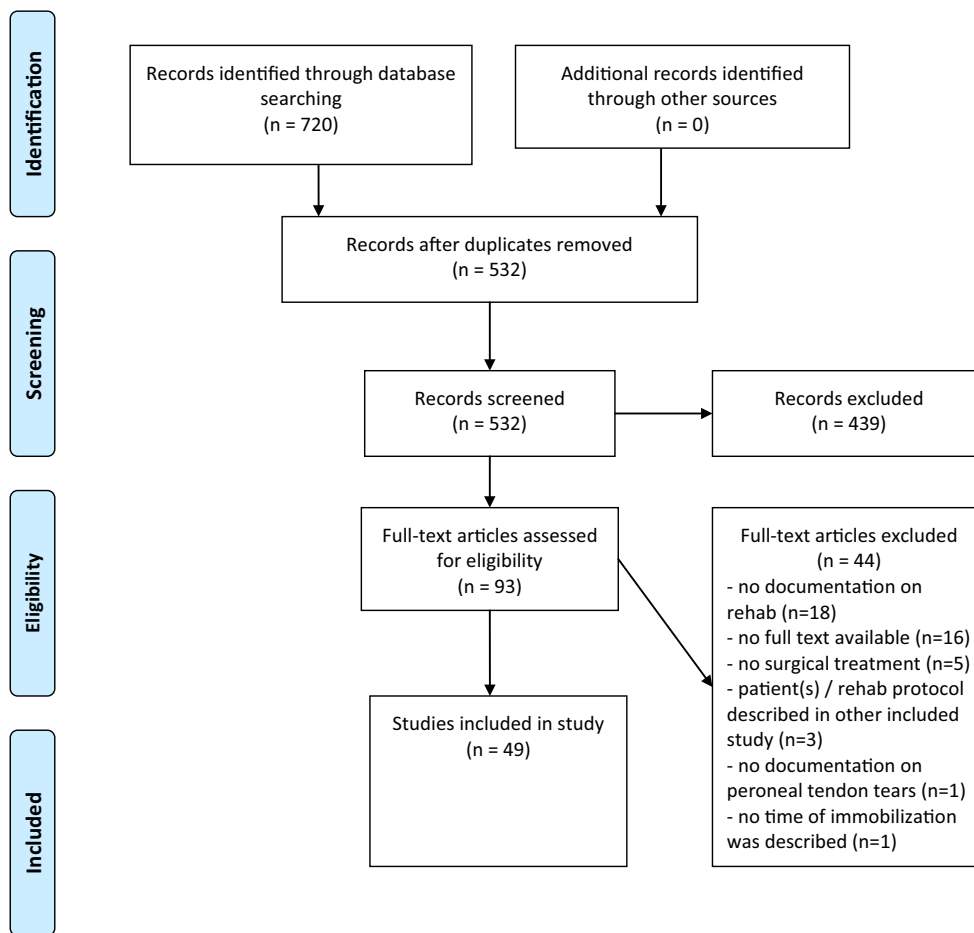 Identification
Records identified through database
searching
(n = 720)
Additional records identified
through other sources
(n = 0)
Records after duplicates removed
(n = 532)
Screening
Records screened
(n = 532)
Records excluded
(n = 439)
Eligibility
Full-text articles assessed
for eligibility
(n = 93)
Full-text articles excluded
(n = 44)
- no documentation on
rehab (n=18)
- no full text available (n=16)
- no surgical treatment (n=5)
- patient(s) / rehab protocol
described in other included
study (n=3)
- no documentation on
peroneal tendon tears (n=1)
- no time of immobilization
was described (n=1)
Included
Studies included in study
(n = 49)